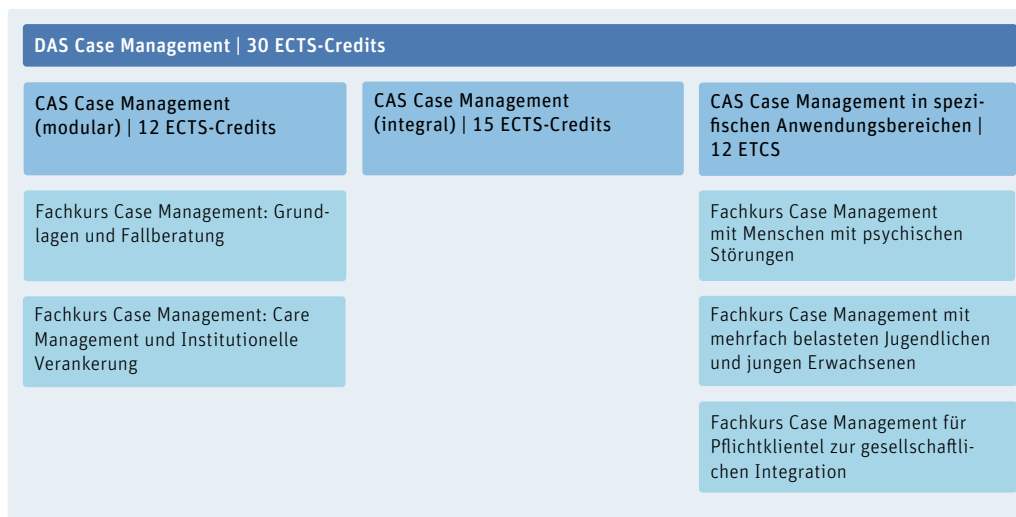 DAS Case Management | 30 ECTS-Credits
CAS Case Management
(modular) | 12 ECTS-Credits
Fachkurs Case Management: Grund-
lagen und Fallberatung
Fachkurs Case Management: Care
Management und Institutionelle
Verankerung
CAS Case Management
(integral) | 15 ECTS-Credits
CAS Case Management in spezi-
fischen Anwendungsbereichen |
12 ETCS
Fachkurs Case Management
mit Menschen mit psychischen
Störungen
Fachkurs Case Management mit
mehrfach belasteten Jugendlichen
und jungen Erwachsenen
Fachkurs Case Management für
Pflichtklientel zur gesellschaftli-
chen Integration